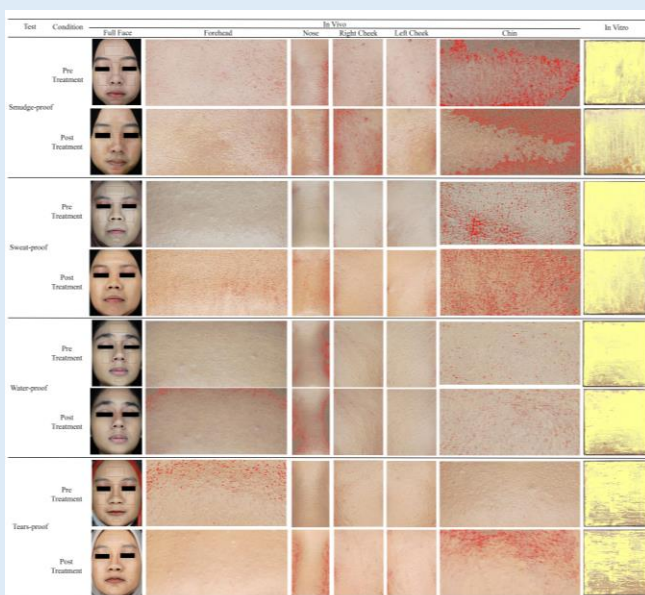 Test Condition In Vivo In Vitro
Full Face Forehead Nose Right Cheek Left Cheek Chin
Pre
Treatment
Smudge-proof
Post
Treatment
Pre
Treatment
Sweat-proof
Post
Treatment
Pre
Treatment
Water-proof
Post
Treatment
Pre
Treatment
Tears-proof
Post
Treatment